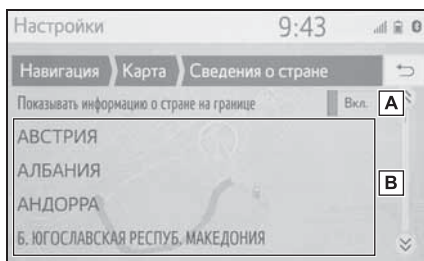 Настройки 9:43
Навигация Карта Сведения о стране
Показывать информацию о стране на границе Вкл. A
АВСТРИЯ
АЛБАНИЯ
B
АНДОРРА
Б. ЮГОСЛАВСКАЯ РЕСПУБ. МАКЕДОНИЯ